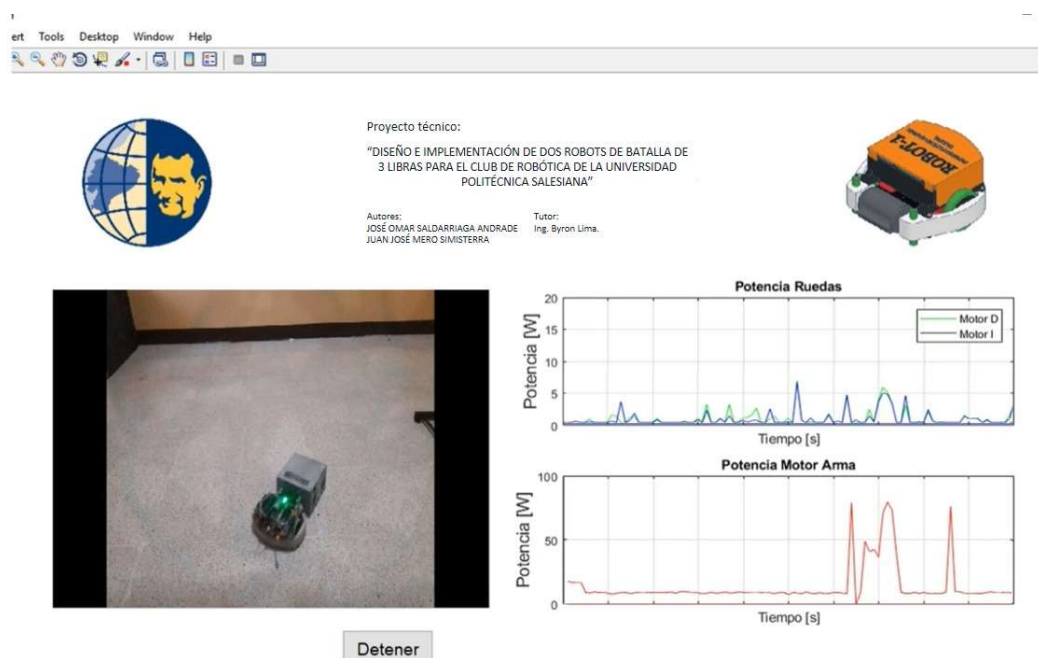 ert Tools Desktop Window Help
Proyecto técnico:
“DISEÑO E IMPLEMENTACIÓN DE DOS ROBOTS DE BATALLA DE
3 LIBRAS PARA EL CLUB DE ROBÓTICA DE LA UNIVERSIDAD
POLITÉCNICA SALESIANA”
Autores:
JOSÉ OMAR SALDARRIAGA ANDRADE
JUAN JOSÉ MERO SIMISTERRA
Tutor:
Ing. Byron Lima.
ROBOT-1
Potencia Ruedas
Potencia [W]
20
15
10
5
0
Motor D
Motor I
Tiempo [s]
Potencia Motor Arma
Potencia [W]
100
50
0
Tiempo [s]
Detener